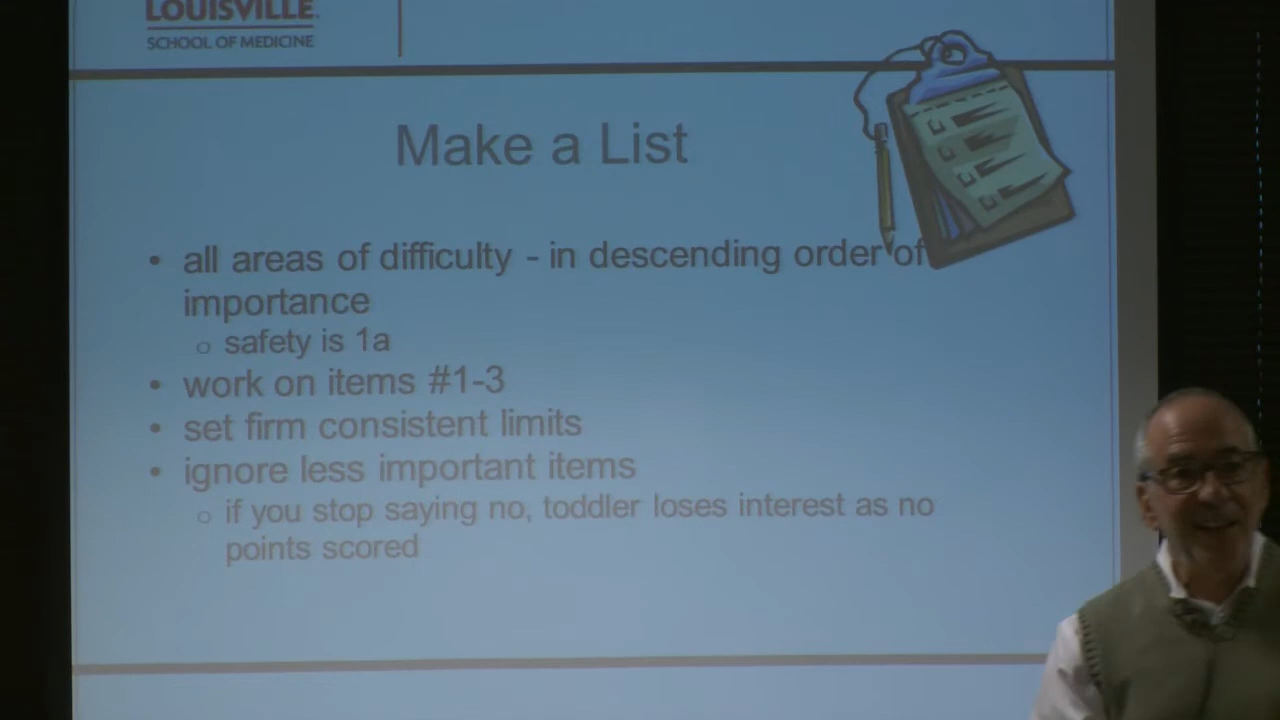 LOUISVILLE
SCHOOL OF MEDICINE
Make a List
• all areas of difficulty - in descending order of
importance
o safety is 1a
• work on items #1-3
• set firm consistent limits
• ignore less important items
o if you stop saying no, toddler loses interest as no
points scored